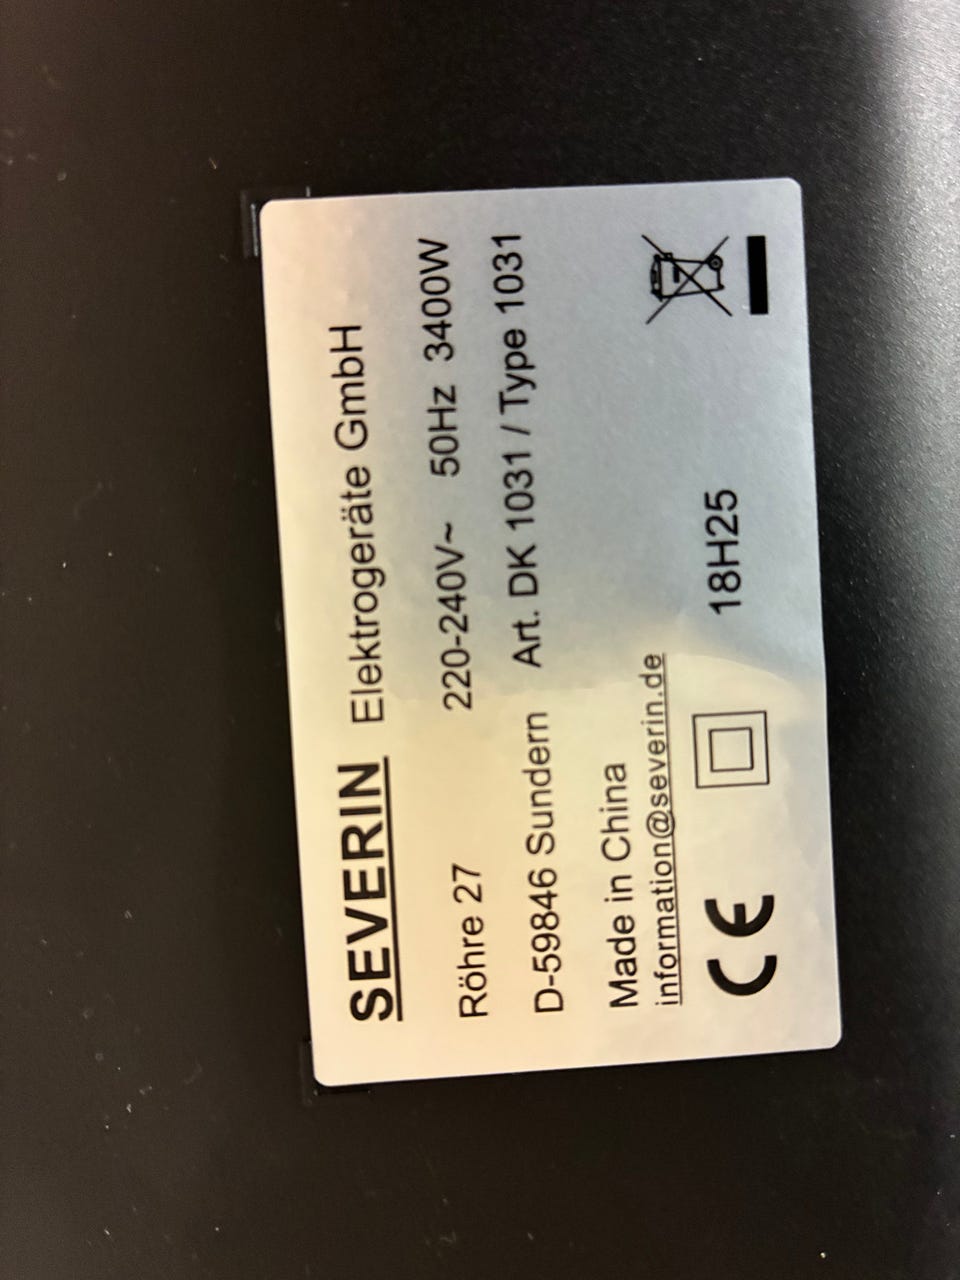 SEVERIN Elektrogeräte GmbH
Röhre 27 220-240V~ 50Hz 3400W
D-59846 Sundern Art. DK 1031 / Type 1031
Made in China
information@severin.de
CE 18H25